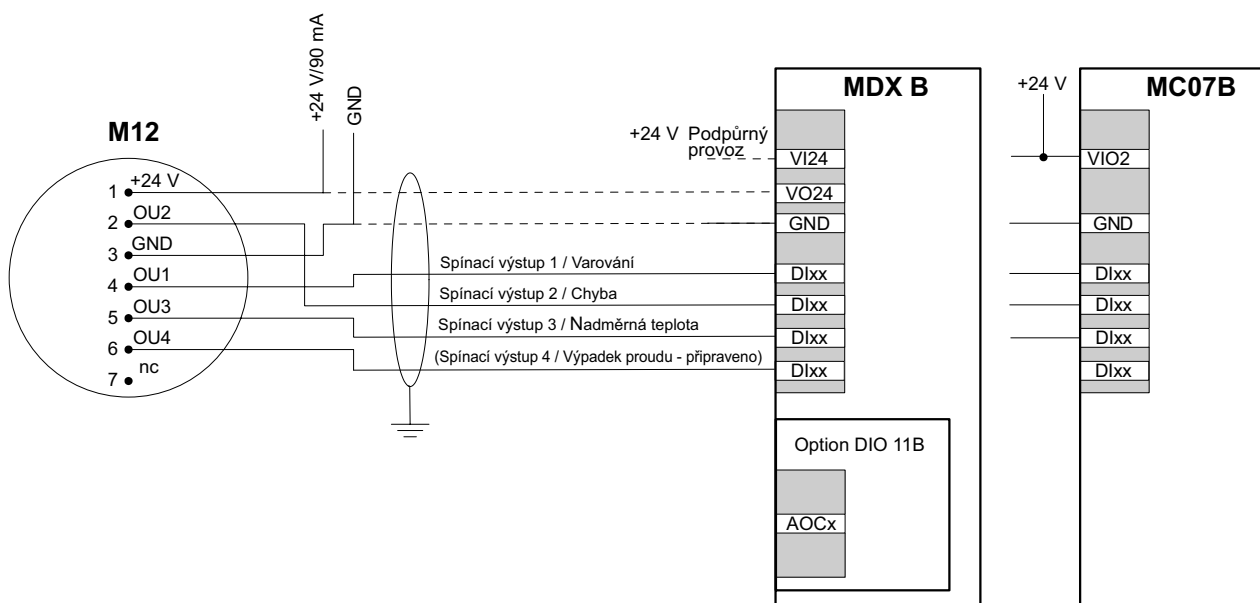 +24 V/90 mA
GND
M12
1 +24 V
2 OU2
3 GND
4 OU1
5 OU3
6 OU4
7 nc
+24 V Podpůrný
provoz
Spínací výstup 1 / Varování
Spínací výstup 2 / Chyba
Spínací výstup 3 / Nadměrná teplota
(Spínací výstup 4 / Výpadek proudu - připraveno)
MDX B
VI24
VO24
GND
DIxx
DIxx
DIxx
DIxx
Option DIO 11B
AOCx
MC07B
+24 V
VIO2
GND
DIxx
DIxx
DIxx
DIxx